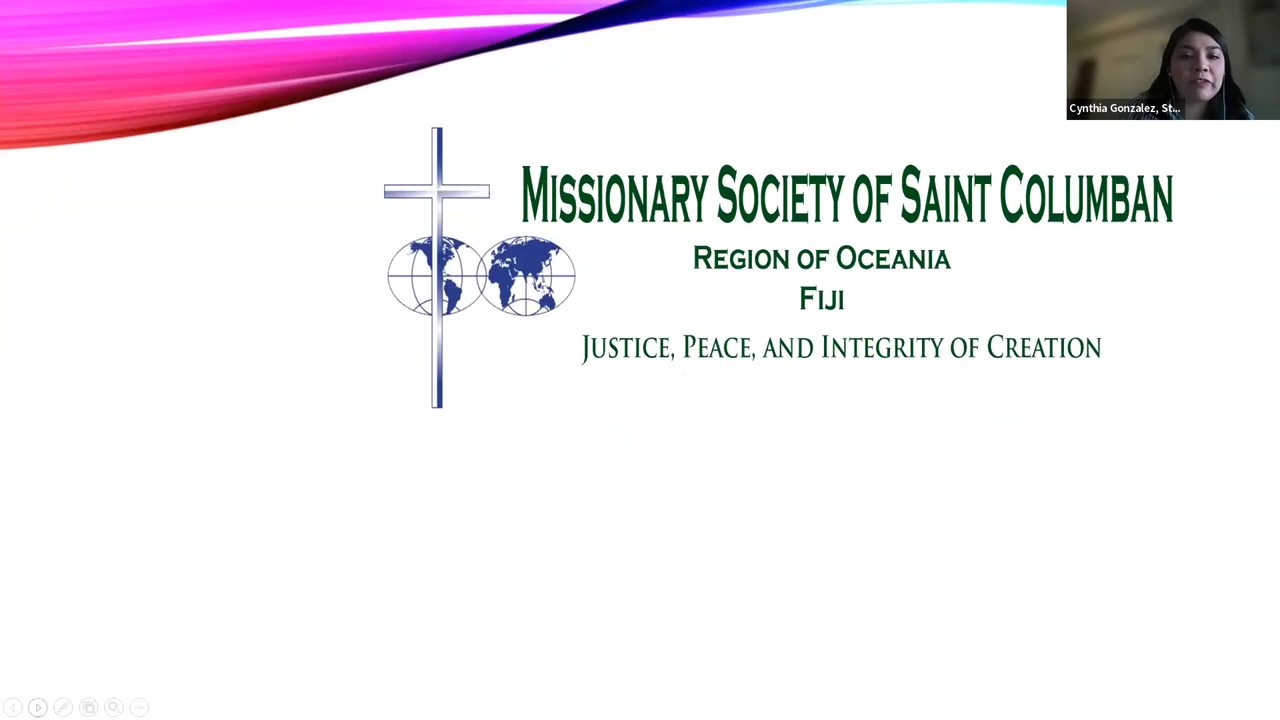 Cynthia Gonzalez, St...
Missionary Society of Saint Columban
Region of Oceania
Fiji
Justice, Peace, and Integrity of Creation